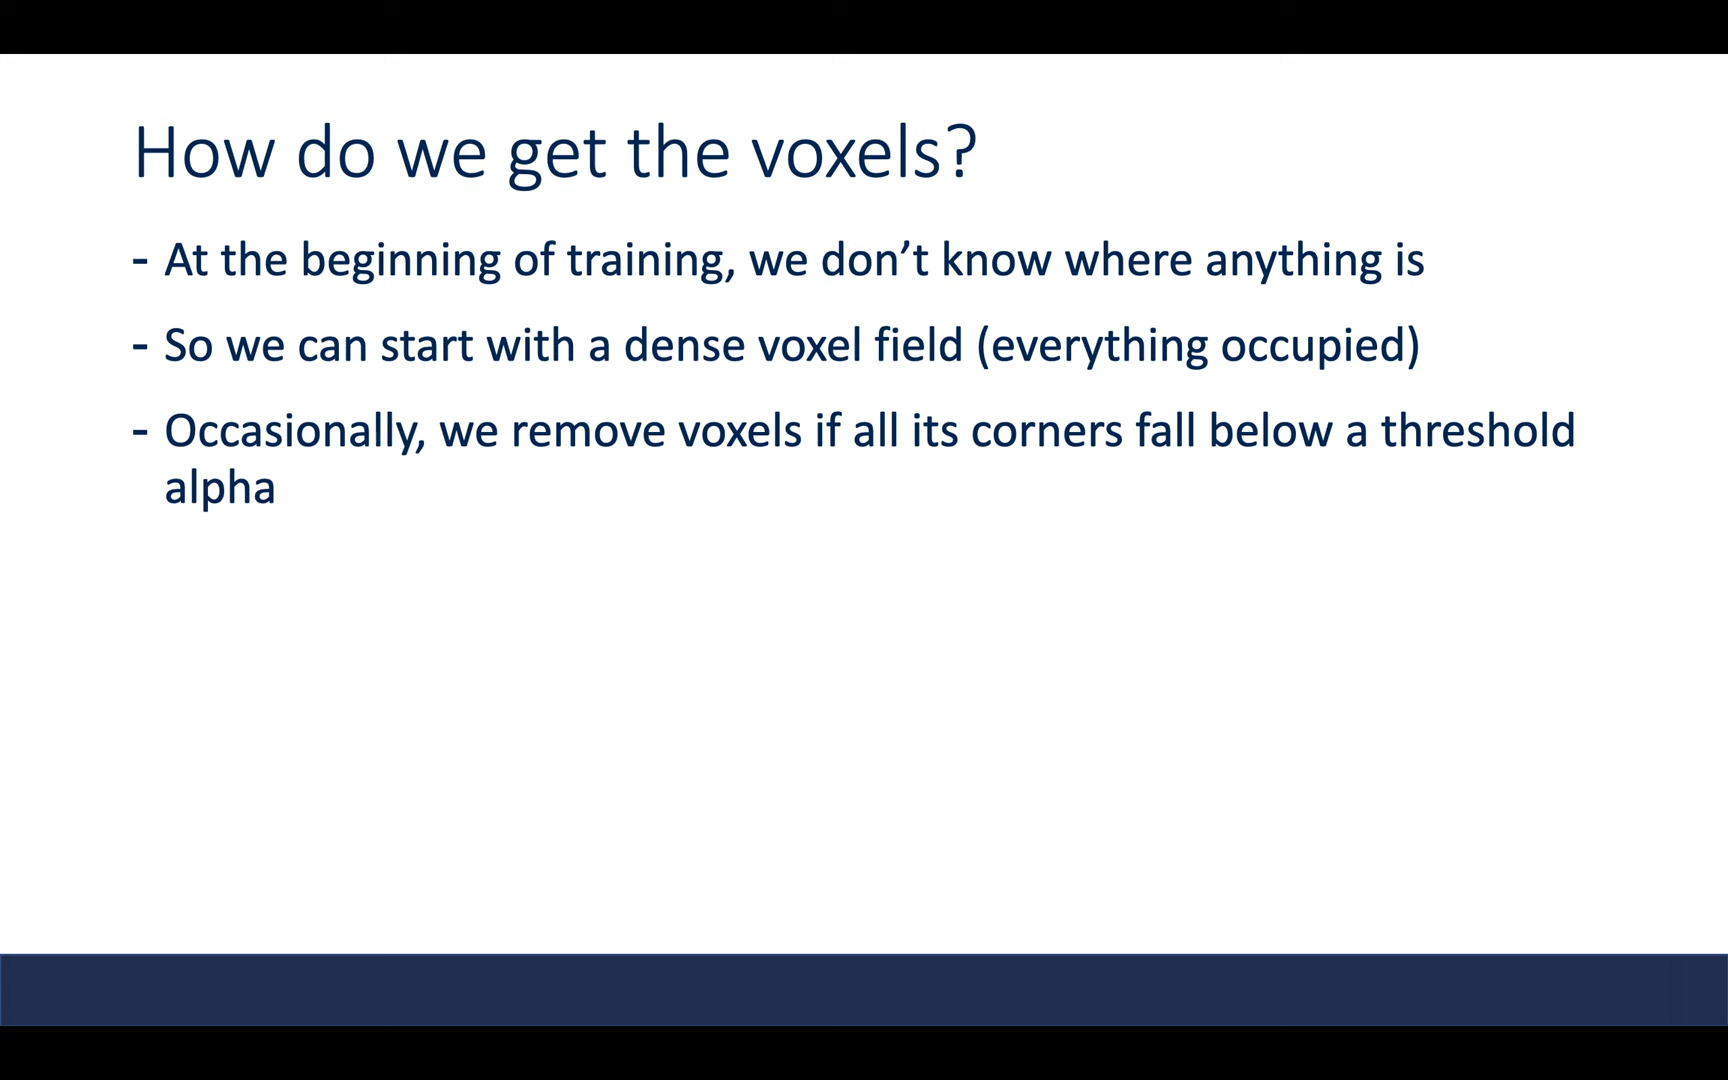 How do we get the voxels?
- At the beginning of training, we don’t know where anything is
- So we can start with a dense voxel field (everything occupied)
- Occasionally, we remove voxels if all its corners fall below a threshold
alpha